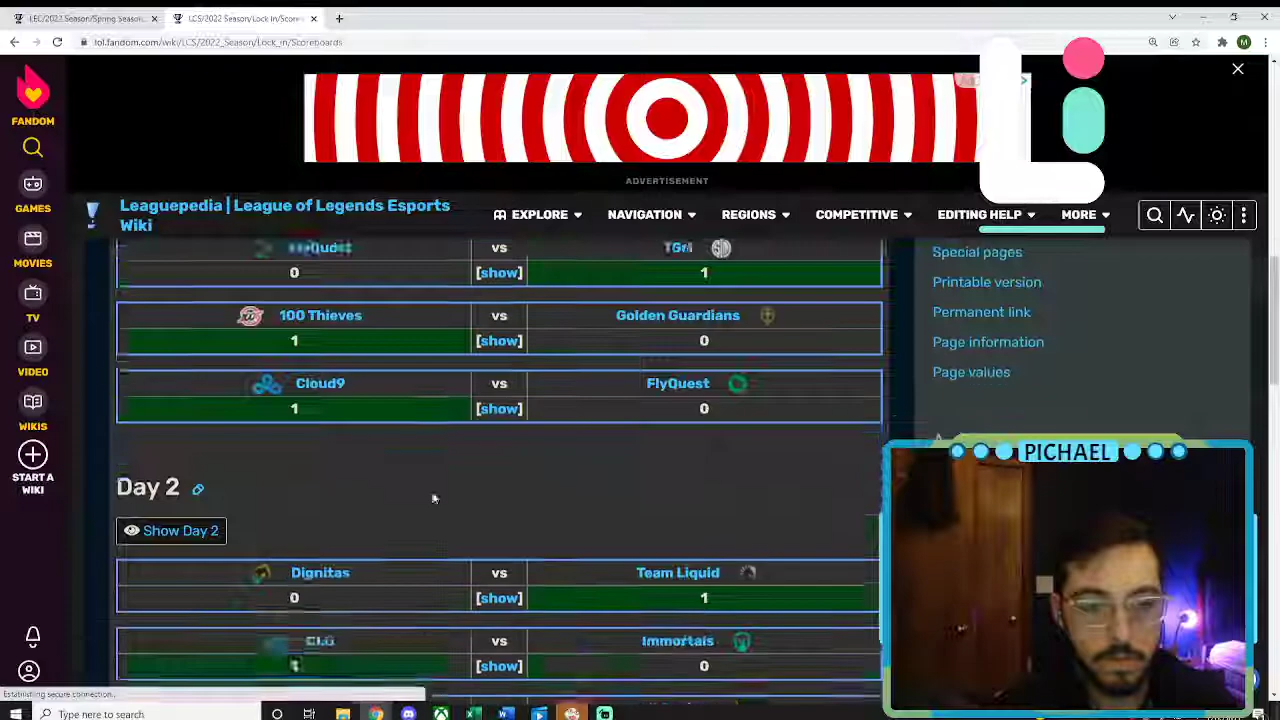 LEC/2022 Season/Spring Season
LCS/2022 Season/Lock In/Scor
lol.fandom.com/wiki/LCS/2022_Season/Lock_In/Scoreboards
M
FANDOM
GAMES
MOVIES
TV
VIDEO
WIKIS
START A
WIKI
ADVERTISEMENT
Leaguepedia | League of Legends Esports
Wiki
EXPLORE
NAVIGATION
REGIONS
COMPETITIVE
EDITING HELP
MORE
vs
0 [show] 1
100 Thieves vs Golden Guardians
1 [show] 0
Cloud9 vs FlyQuest
1 [show] 0
Day 2
Show Day 2
Dignitas vs Team Liquid
0 [show] 1
CLG vs Immortals
[show] 0
Special pages
Printable version
Permanent link
Page information
Page values
PICHAEL
Establishing secure connection...
Type here to search